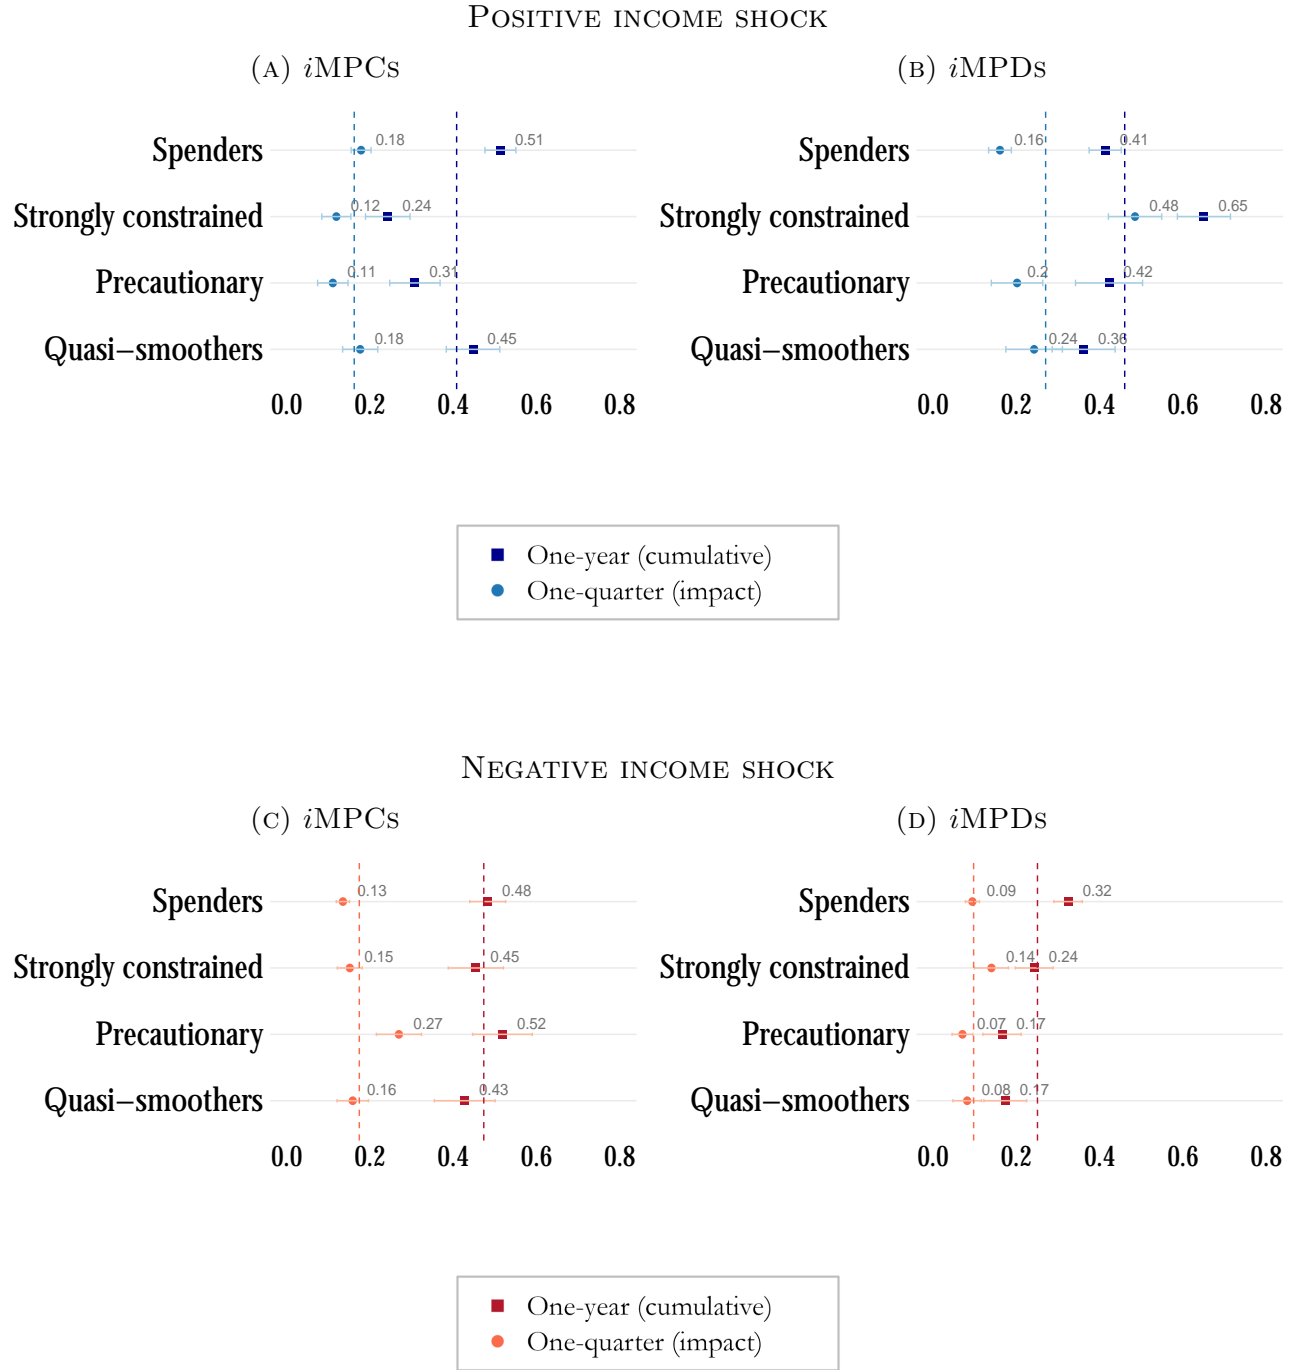 POSITIVE INCOME SHOCK
(A) iMPCs
Spenders 0.18 0.51
Strongly constrained 0.12 0.24
Precautionary 0.11 0.31
Quasi–smoothers 0.18 0.45
0.0 0.2 0.4 0.6 0.8
(B) iMPDs
Spenders 0.16 0.41
Strongly constrained 0.48 0.65
Precautionary 0.2 0.42
Quasi–smoothers 0.24 0.36
0.0 0.2 0.4 0.6 0.8
One-year (cumulative)
One-quarter (impact)
NEGATIVE INCOME SHOCK
(C) iMPCs
Spenders 0.13 0.48
Strongly constrained 0.15 0.45
Precautionary 0.27 0.52
Quasi–smoothers 0.16 0.43
0.0 0.2 0.4 0.6 0.8
(D) iMPDs
Spenders 0.09 0.32
Strongly constrained 0.14 0.24
Precautionary 0.07 0.17
Quasi–smoothers 0.08 0.17
0.0 0.2 0.4 0.6 0.8
One-year (cumulative)
One-quarter (impact)